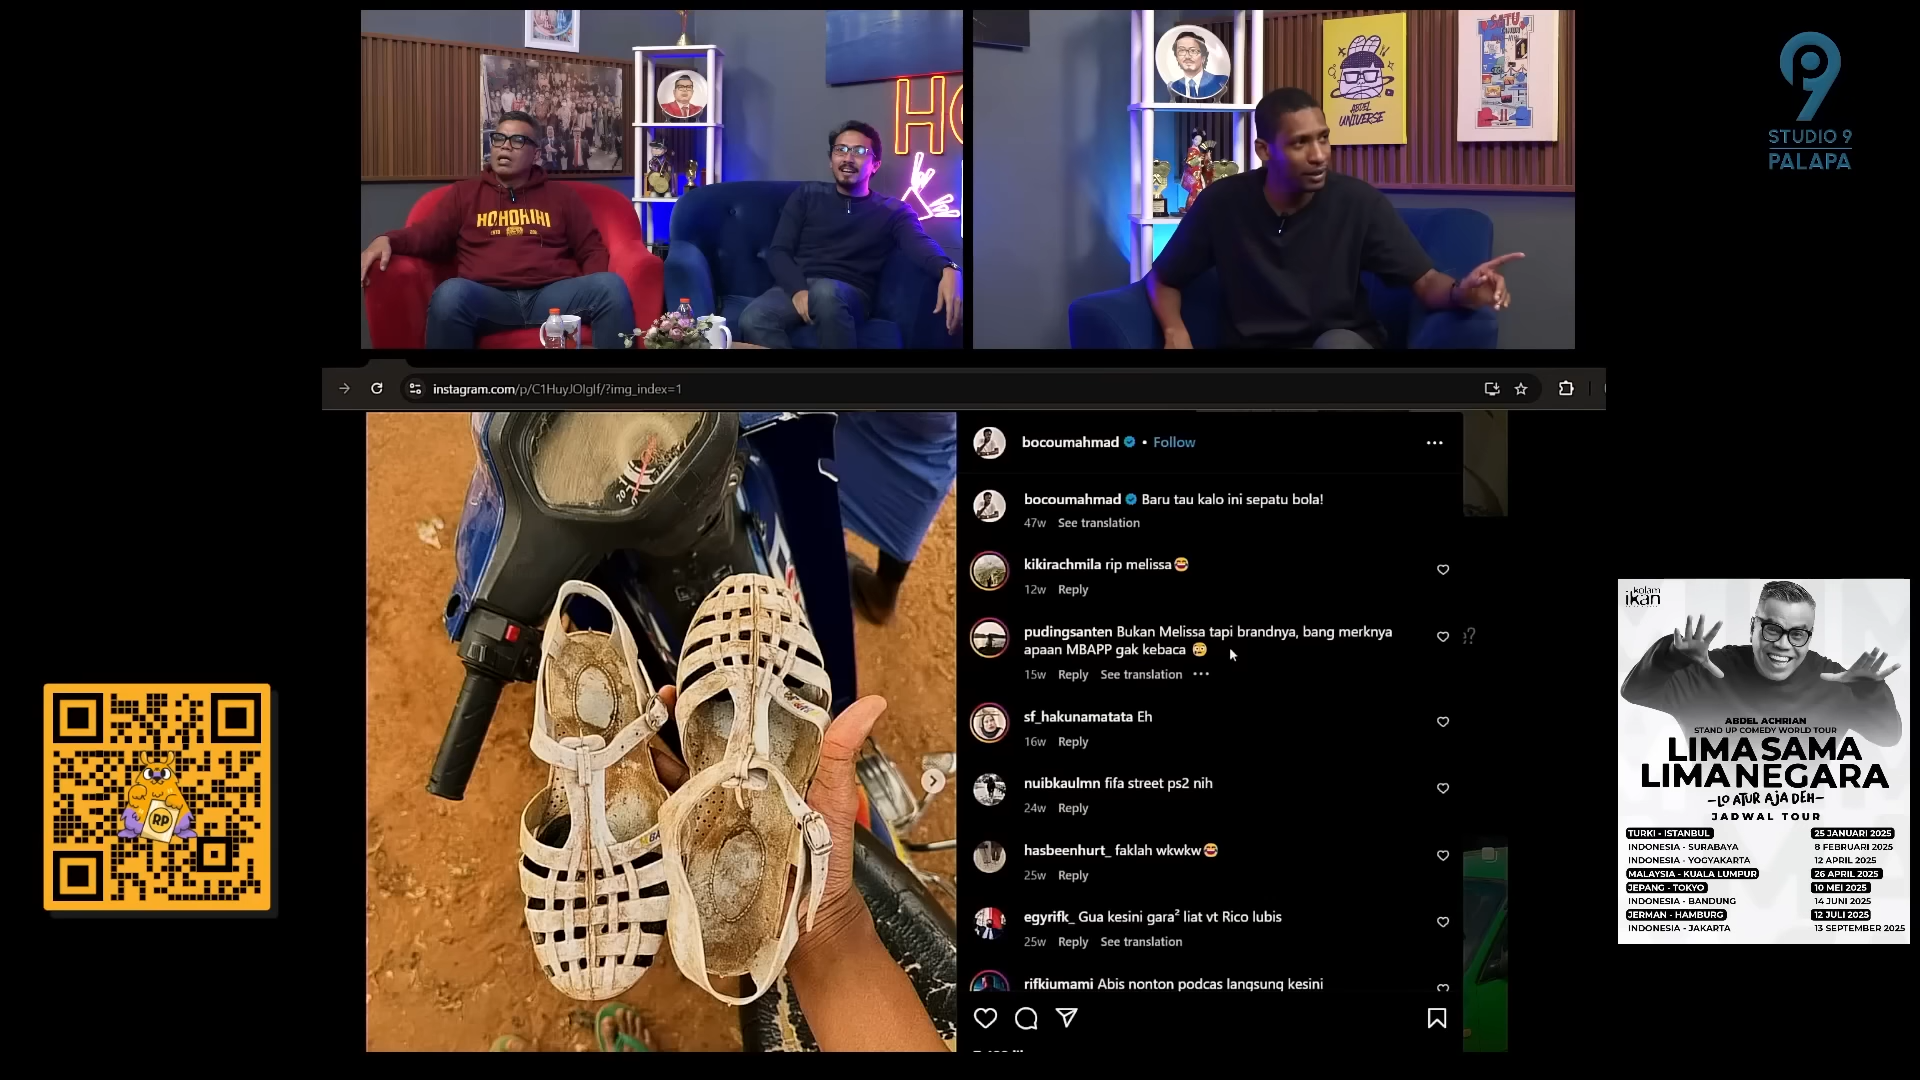 HO
HOHOKIHI
ABDEL
UNIVERSE
SATU
STUDIO 9
PALAPA
instagram.com/p/C1HuyJOIglf/?img_index=1
20
bocoumahmad • Follow
bocoumahmad Baru tau kalo ini sepatu bola!
47w See translation
kikirachmila rip melissa😂
12w Reply
pudingsanten Bukan Melissa tapi brandnya, bang merknya
apaan MBAPP gak kebaca 😳
15w Reply See translation
sf_hakunamatata Eh
16w Reply
nuibkaulmn fifa street ps2 nih
24w Reply
hasbeenhurt_ faklah wkwkw😂
25w Reply
egyrifk_ Gua kesini gara² liat vt Rico lubis
25w Reply See translation
rifkiumami Abis nonton podcas langsung kesini
RP
kolam
ikan
ABDEL ACHRIAN
STAND UP COMEDY WORLD TOUR
LIMA SAMA
LIMA NEGARA
-LO ATUR AJA DEH-
JADWAL TOUR
TURKI - ISTANBUL 25 JANUARI 2025
INDONESIA - SURABAYA 8 FEBRUARI 2025
INDONESIA - YOGYAKARTA 12 APRIL 2025
MALAYSIA - KUALA LUMPUR 26 APRIL 2025
JEPANG - TOKYO 10 MEI 2025
INDONESIA - BANDUNG 14 JUNI 2025
JERMAN - HAMBURG 12 JULI 2025
INDONESIA - JAKARTA 13 SEPTEMBER 2025